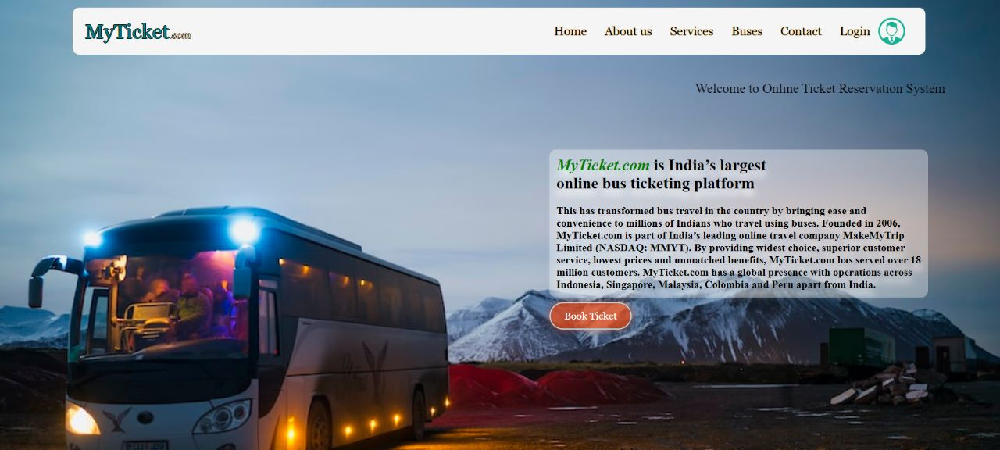 MyTicket.com
Home About us Services Buses Contact Login
Welcome to Online Ticket Reservation System
MyTicket.com is India’s largest
online bus ticketing platform
This has transformed bus travel in the country by bringing ease and
convenience to millions of Indians who travel using buses. Founded in 2006,
MyTicket.com is part of India’s leading online travel company MakeMyTrip
Limited (NASDAQ: MMYT). By providing widest choice, superior customer
service, lowest prices and unmatched benefits, MyTicket.com has served over 18
million customers. MyTicket.com has a global presence with operations across
Indonesia, Singapore, Malaysia, Colombia and Peru apart from India.
Book Ticket